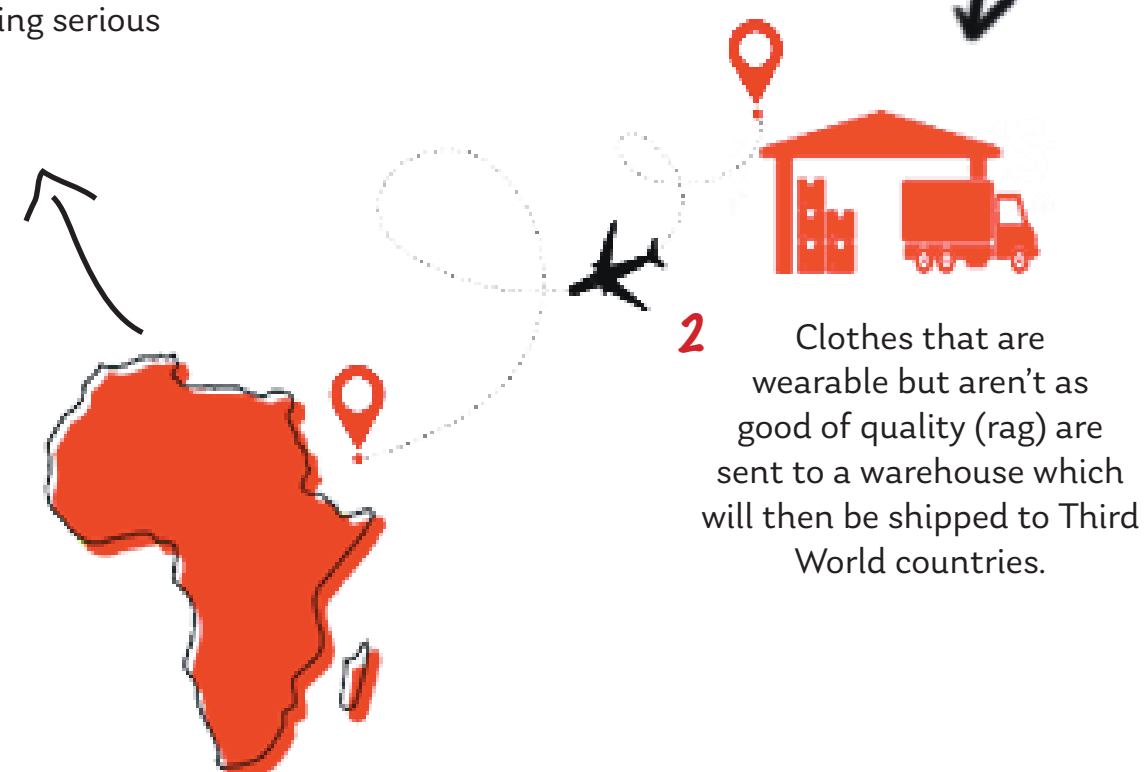 ing serious
2
Clothes that are
wearable but aren’t as
good of quality (rag) are
sent to a warehouse which
will then be shipped to Third
World countries.